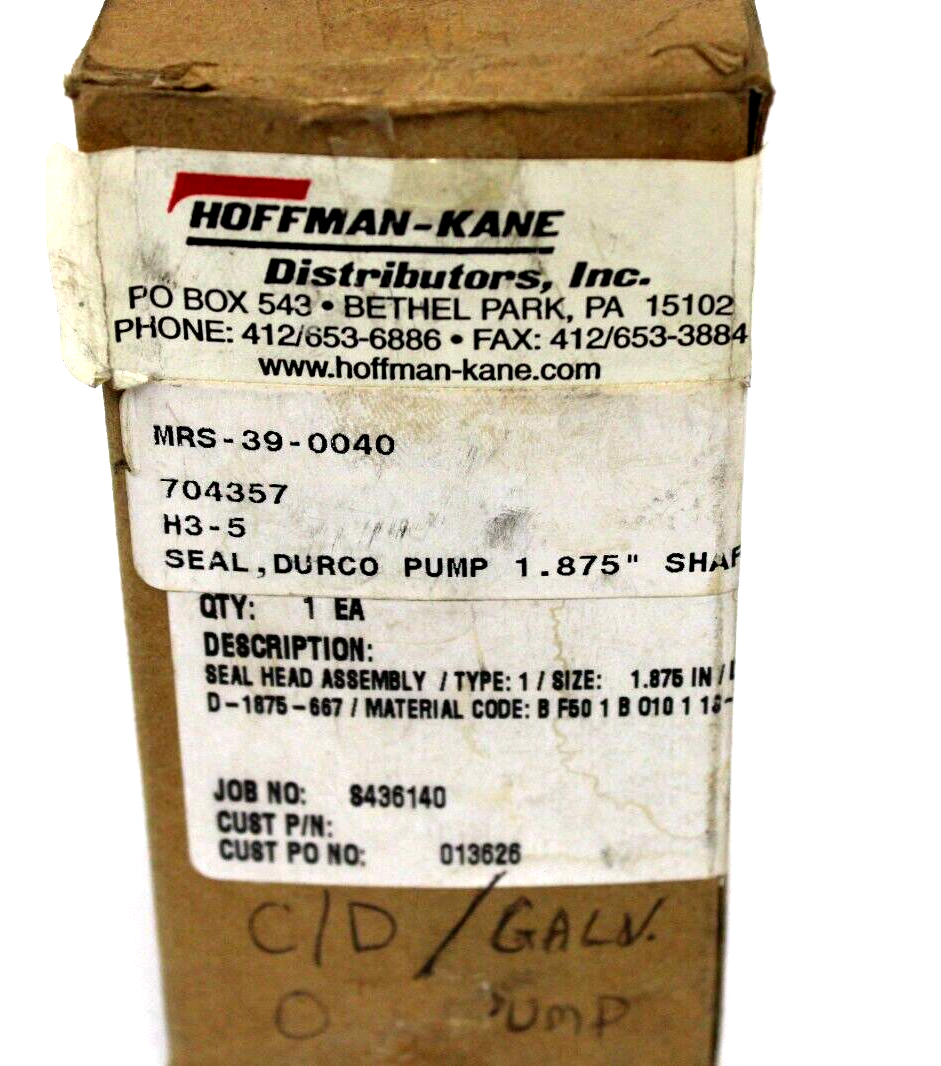 HOFFMAN-KANE
Distributors, Inc.
PO BOX 543 • BETHEL PARK, PA 15102
PHONE: 412/653-6886 • FAX: 412/653-3884
www.hoffman-kane.com
MRS-39-0040
704357
H3-5
SEAL,DURCO PUMP 1.875" SHAF
QTY: 1 EA
DESCRIPTION:
SEAL HEAD ASSEMBLY / TYPE: 1 / SIZE: 1.875 IN /
D-1875-667 / MATERIAL CODE: B F50 1 B O10 1
JOB NO: 8436140
CUST P/N:
CUST PO NO: 013626
C/D / GALV.
O PUMP